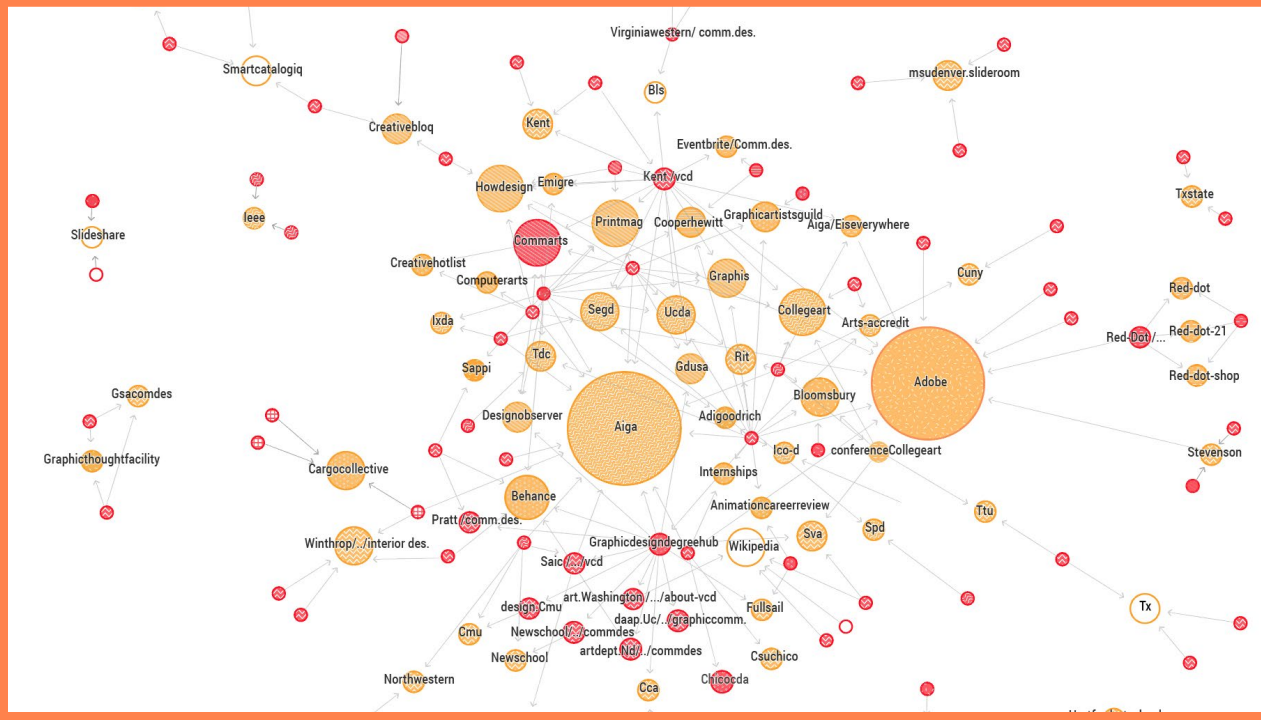 Virginiawestern/ comm.des.
Smartcatalogiq
msudenver.slideroom
Bls
Creativebloq
Kent
Eventbrite/Comm.des.
Kent /vcd
Howdesign
Emigre
Txstate
Ieee
Printmag
Cooperhewitt
Graphicartistsguild
Aiga/Eiseverywhere
Slideshare
Commarts
Creativehotlist
Computerarts
Graphis
Cuny
Red-dot
Segd
Ucda
Collegeart
Arts-accredit
Ixda
Red-dot-21
Red-Dot /...
Tdc
Sappi
Gdusa
Rit
Red-dot-shop
Adobe
Gsacomdes
Bloomsbury
Designobserver
Aiga
Adigoodrich
Graphicthoughtfacility
Cargocollective
Ico-d
conferenceCollegeart
Stevenson
Internships
Behance
Animationcareerreview
Pratt /comm.des.
Ttu
Spd
Sva
Winthrop/../interior des.
Graphicdesigndegreehub
Wikipedia
Saic/.../vcd
art.Washington /.../about-vcd
design.Cmu
Fullsail
Tx
daap.Uc/../graphiccomm.
Cmu
Newschool/../commdes
artdept.Nd/../commdes
Newschool
Csuchico
Northwestern
Cca
Chicocda